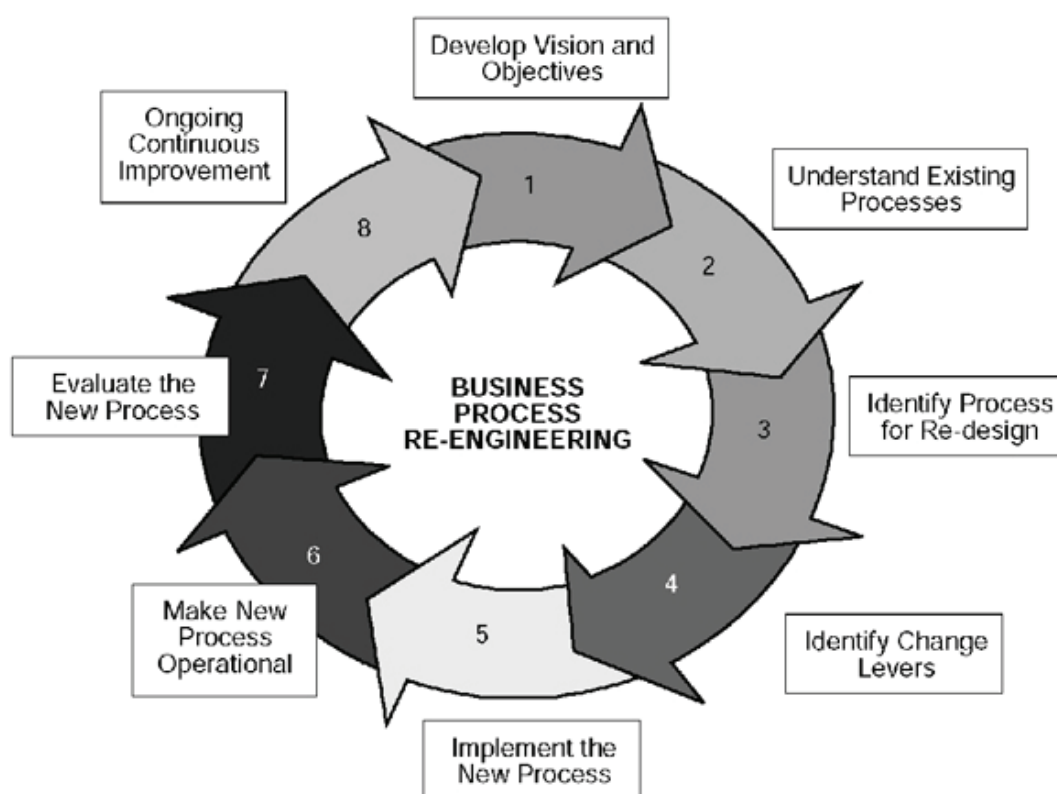 Develop Vision and
Objectives
1
Understand Existing
Processes
2
Identify Process
for Re-design
3
Identify Change
Levers
4
Implement the
New Process
5
Make New
Process
Operational
6
Evaluate the
New Process
7
Ongoing
Continuous
Improvement
8
BUSINESS
PROCESS
RE-ENGINEERING